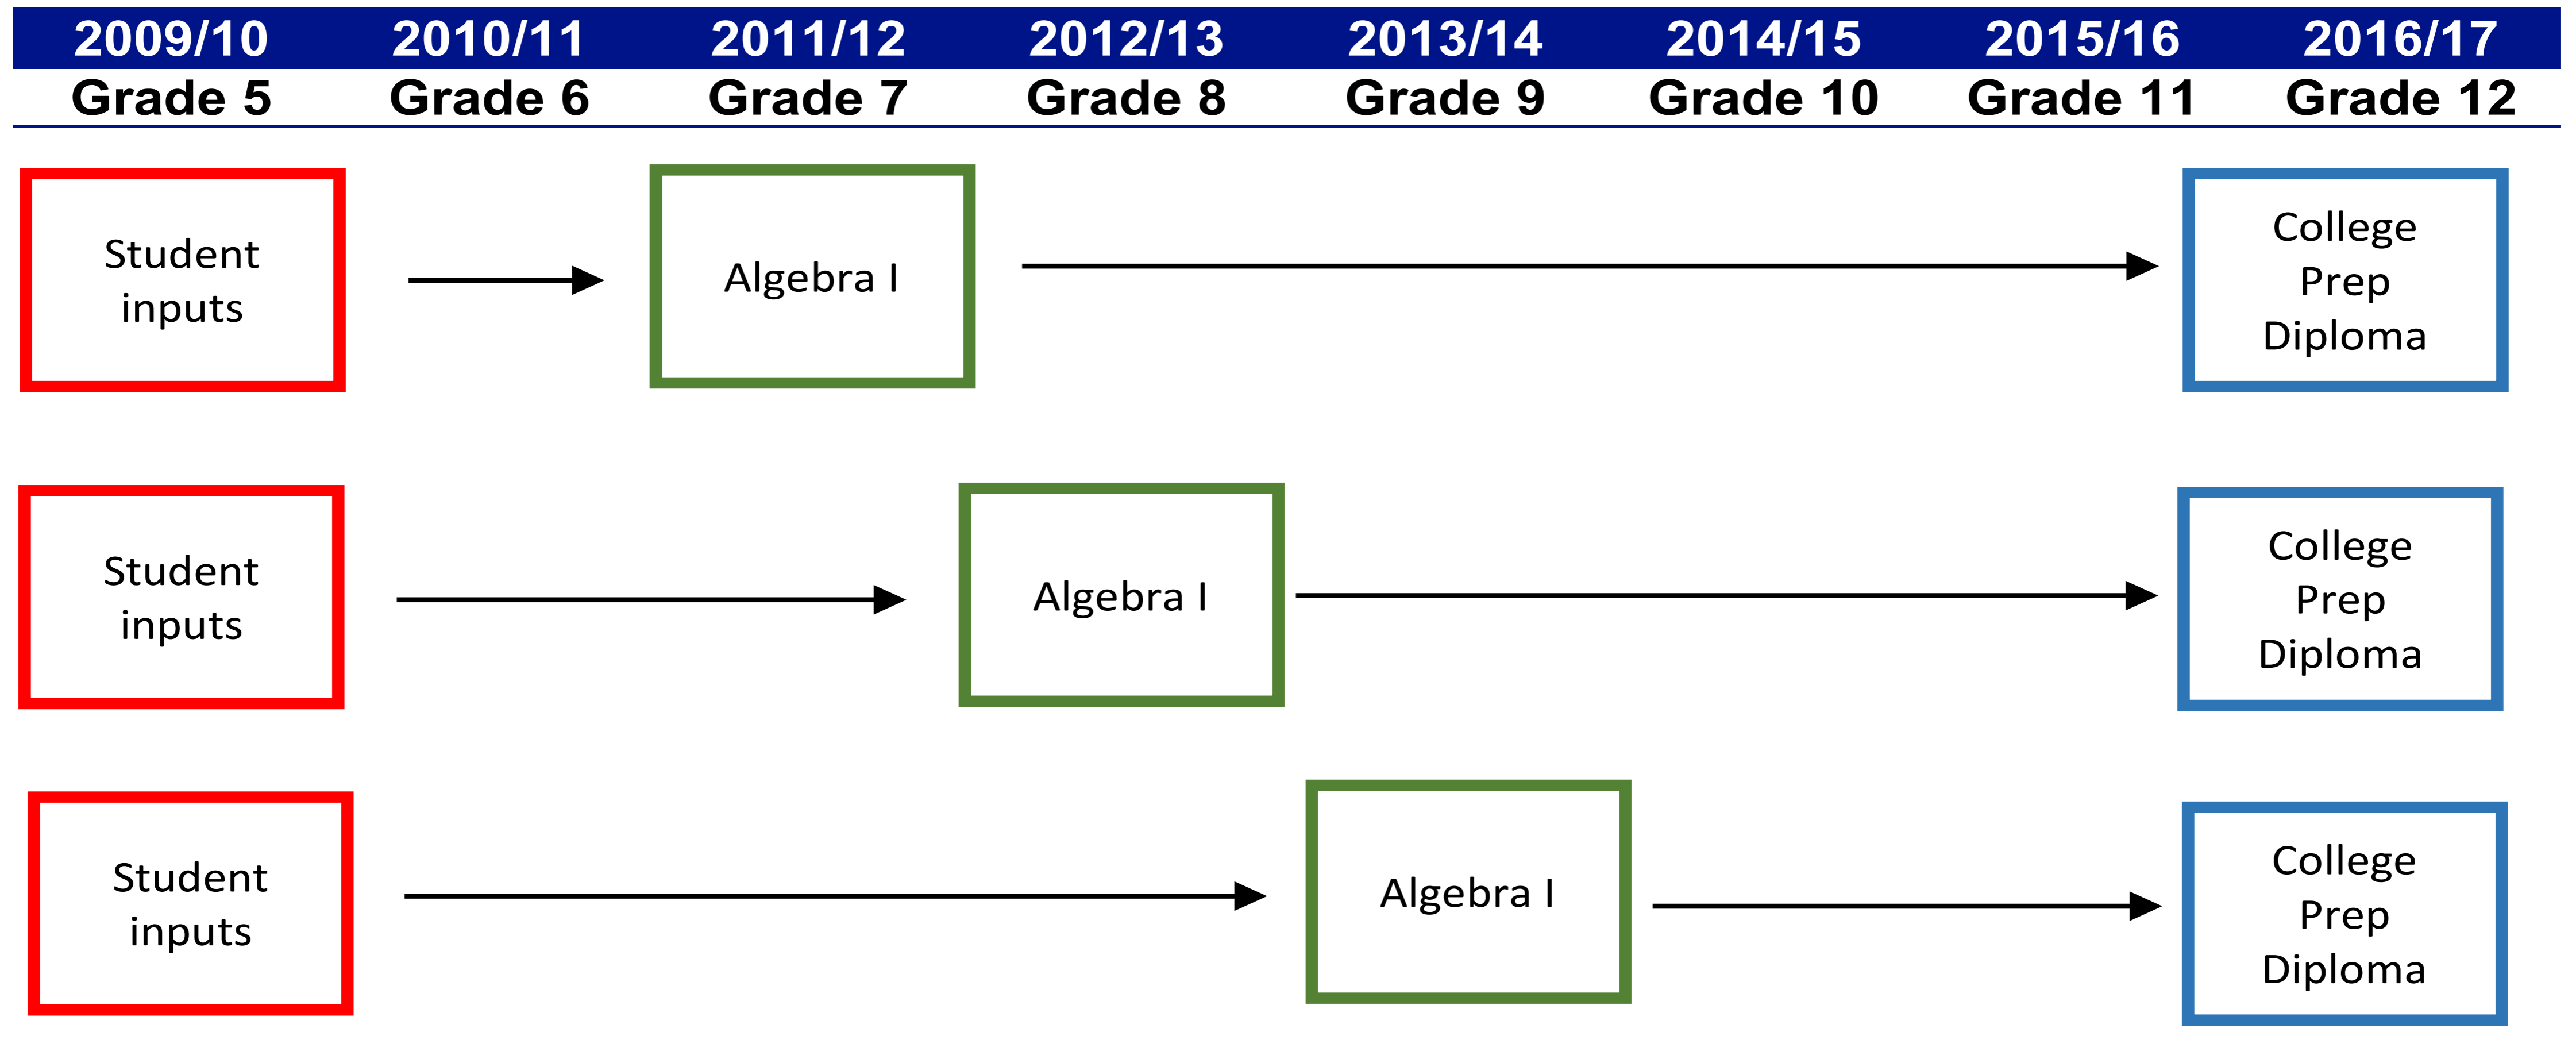 2009/10 2010/11 2011/12 2012/13 2013/14 2014/15 2015/16 2016/17
Grade 5 Grade 6 Grade 7 Grade 8 Grade 9 Grade 10 Grade 11 Grade 12
Student
inputs
Algebra I
College
Prep
Diploma
Student
inputs
Algebra I
College
Prep
Diploma
Student
inputs
Algebra I
College
Prep
Diploma